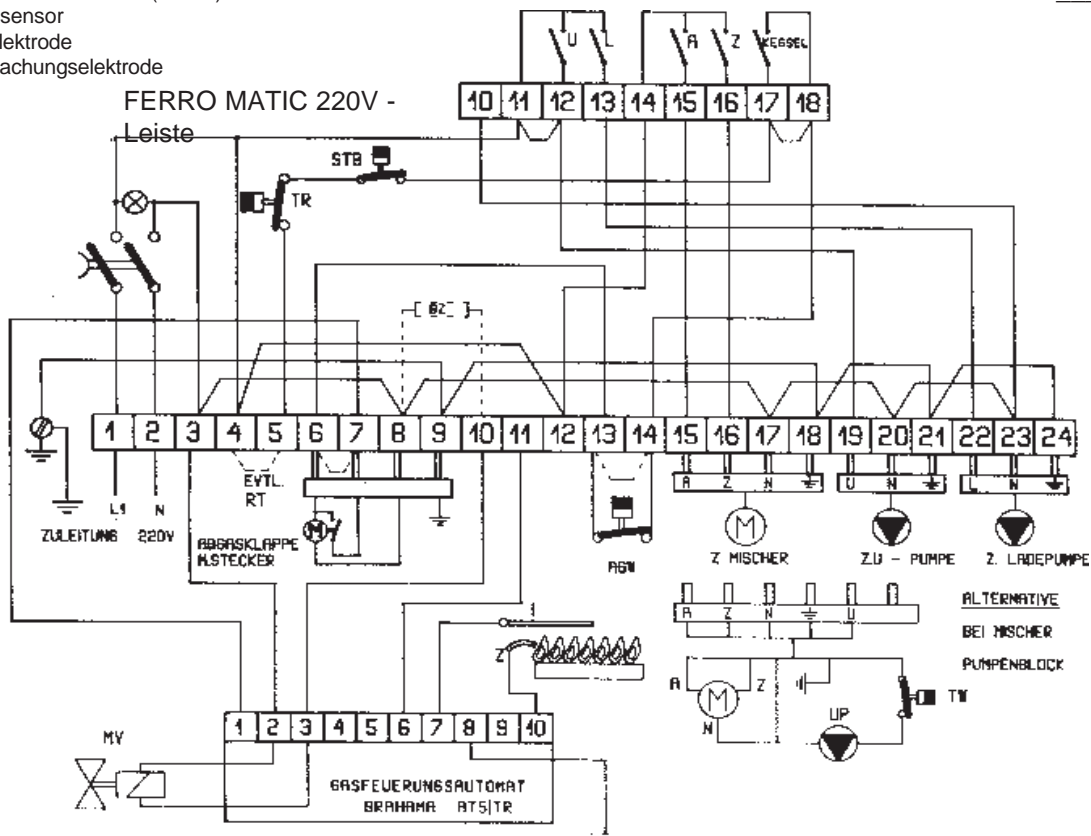 sensor
lektrode
achungselektrode
FERRO MATIC 220V -
Leiste
U L A Z KESSEL
10 11 12 13 14 15 16 17 18
STB
TR
BZ
1 2 3 4 5 6 7 8 9 10 11 12 13 14 15 16 17 18 19 20 21 22 23 24
EVTL.
RT
A Z N U N L N
L1 N
ZULEITUNG 220V
ABGASKLAPPE
M.STECKER
M
AGW
M
Z MISCHER
Z.U - PUMPE
Z. LADEPUMPE
A Z N U
ALTERNATIVE
BEI MISCHER
PUMPENBLOCK
Z
A M Z
N
TW
UP
1 2 3 4 5 6 7 8 9 10
MV
GASFEUERUNGSAUTOMAT
BRAHAMA AT5|TR